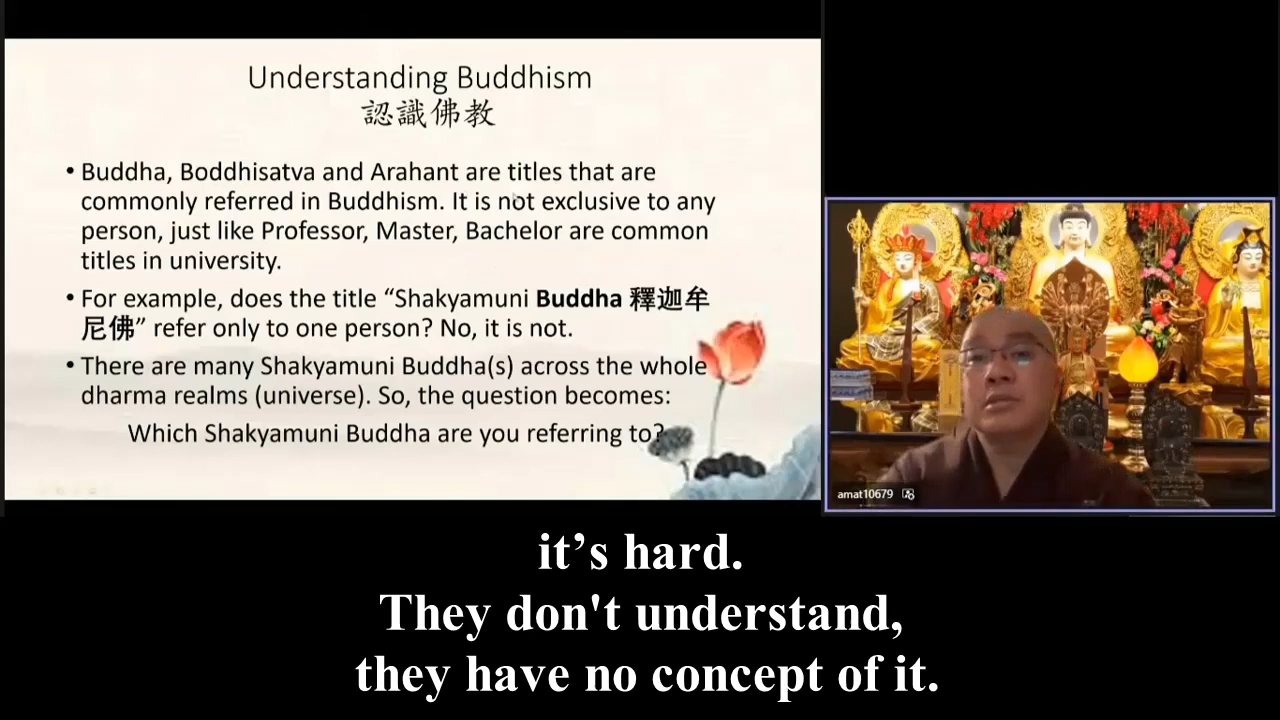 Understanding Buddhism
認識佛教
• Buddha, Boddhisatva and Arahant are titles that are
commonly referred in Buddhism. It is not exclusive to any
person, just like Professor, Master, Bachelor are common
titles in university.
• For example, does the title “Shakyamuni Buddha 釋迦牟
尼佛” refer only to one person? No, it is not.
• There are many Shakyamuni Buddha(s) across the whole
dharma realms (universe). So, the question becomes:
Which Shakyamuni Buddha are you referring to?
amat10679
it’s hard.
They don't understand,
they have no concept of it.